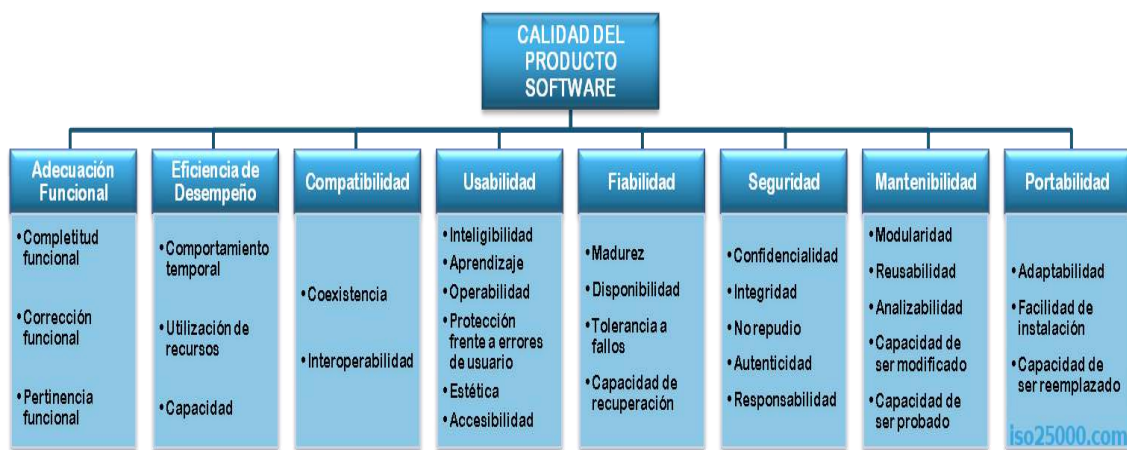 CALIDAD DEL
PRODUCTO
SOFTWARE
Adecuación
Funcional
• Completitud
funcional
• Corrección
funcional
• Pertinencia
funcional
Eficiencia de
Desempeño
• Comportamiento
temporal
• Utilización de
recursos
• Capacidad
Compatibilidad
• Coexistencia
• Interoperabilidad
Usabilidad
• Inteligibilidad
• Aprendizaje
• Operabilidad
• Protección
frente a errores
de usuario
• Estética
• Accesibilidad
Fiabilidad
• Madurez
• Disponibilidad
• Tolerancia a
fallos
• Capacidad de
recuperación
Seguridad
• Confidencialidad
• Integridad
• No repudio
• Autenticidad
• Responsabilidad
Mantenibilidad
• Modularidad
• Reusabilidad
• Analizabilidad
• Capacidad de
ser modificado
• Capacidad de
ser probado
Portabilidad
• Adaptabilidad
• Facilidad de
instalación
• Capacidad de
ser reemplazado
iso25000.com